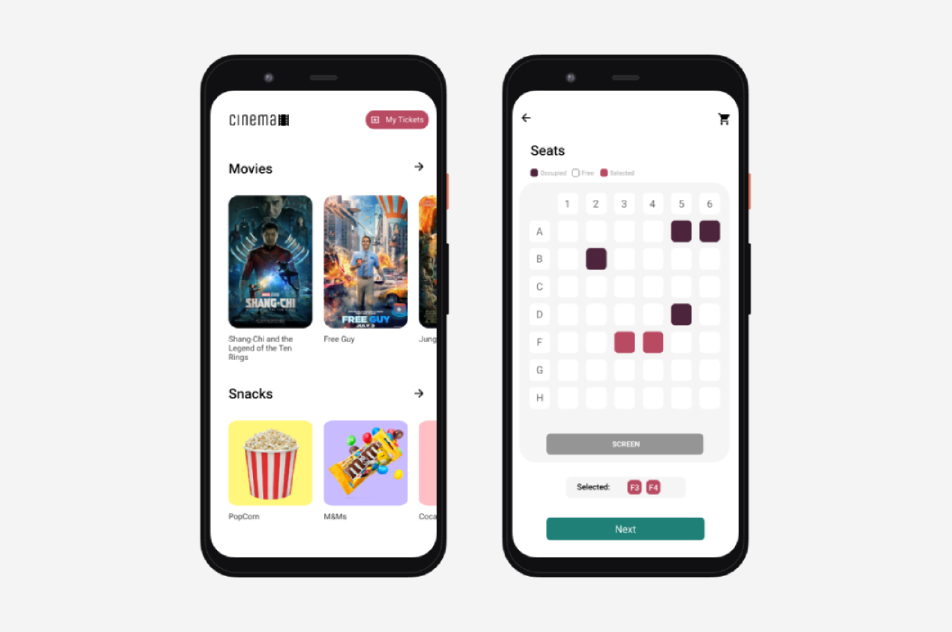 cinema
My Tickets
Movies
SHANG-CHI
FREE GUY
JULY 3
Shang-Chi and the
Legend of the Ten
Rings
Free Guy
Jung
Snacks
PopCorn
M&Ms
Coca
Seats
Occupied Free Selected
1 2 3 4 5 6
A
B
C
D
F
G
H
SCREEN
Selected: F3 F4
Next